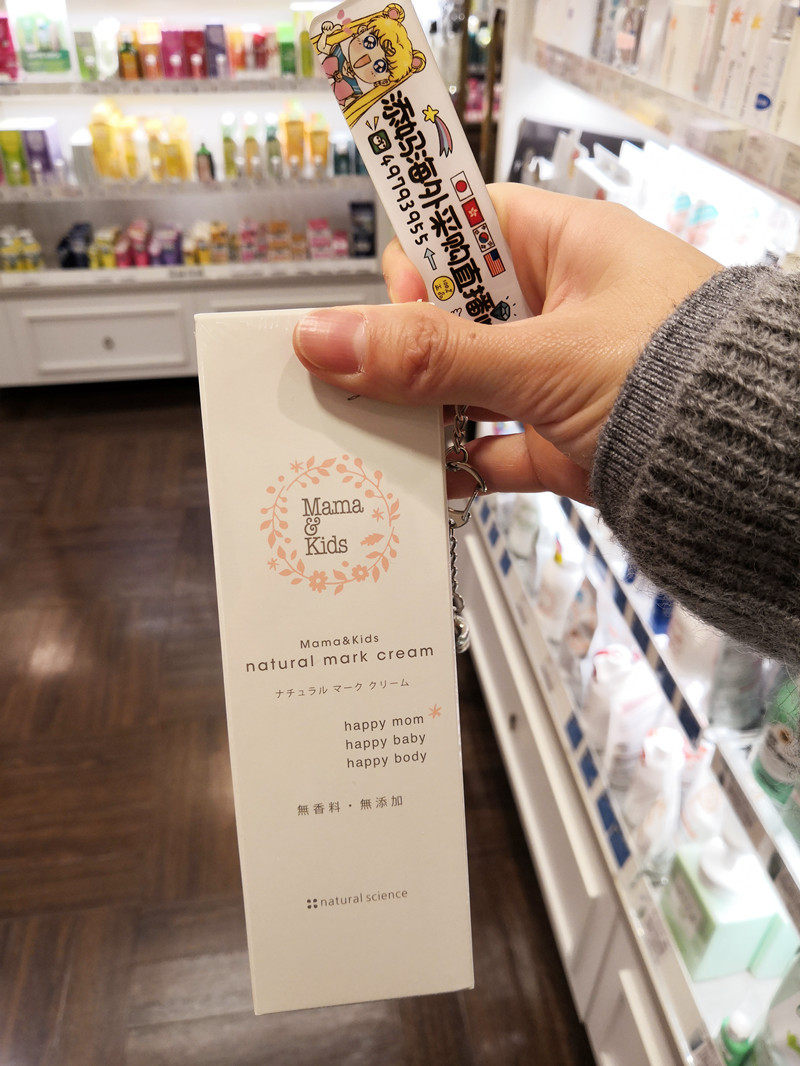 添的海外采购直播
49793955
Mama
&
Kids
Mama&Kids
natural mark cream
ナチュラル マーク クリーム
happy mom
happy baby
happy body
無香料・無添加
natural science